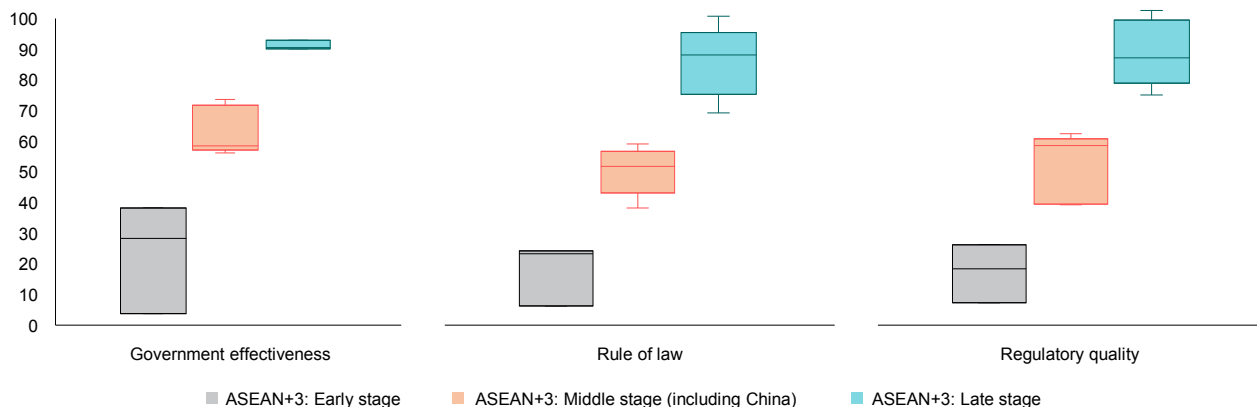 100
90
80
70
60
50
40
30
20
10
0
Government effectiveness
Rule of law
Regulatory quality
ASEAN+3: Early stage
ASEAN+3: Middle stage (including China)
ASEAN+3: Late stage